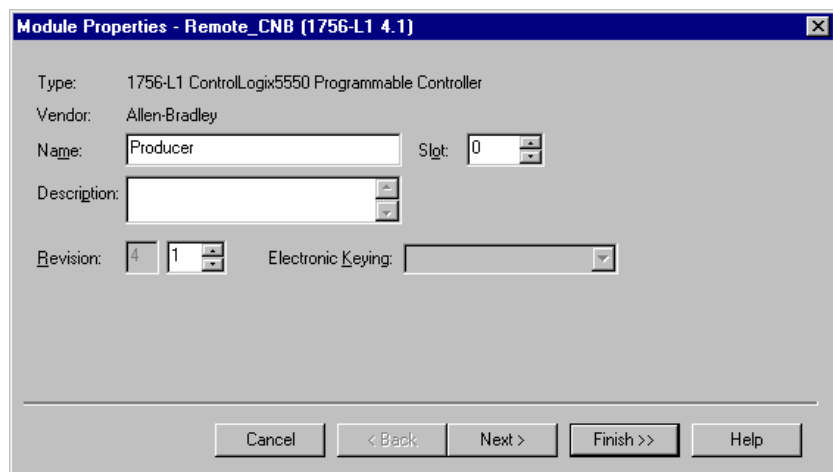 Module Properties - Remote_CNB (1756-L1 4.1)
Type: 1756-L1 ControlLogix5550 Programmable Controller
Vendor: Allen-Bradley
Name: Producer Slot: 0
Description:
Revision: 4 1 Electronic Keying:
Cancel < Back Next > Finish >> Help